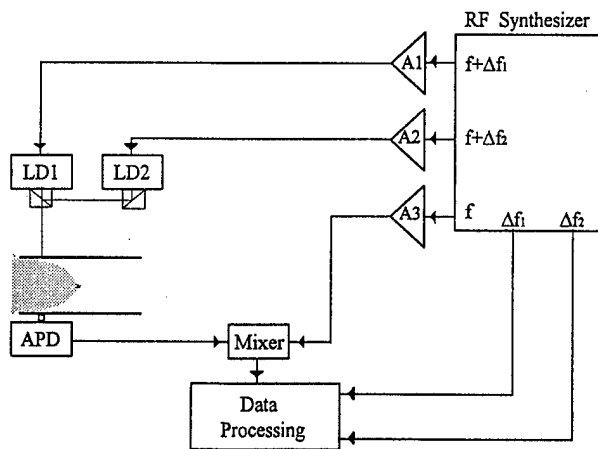 RF Synthesizer
A1
f+Δf₁
A2
f+Δf₂
LD1
LD2
A3
f
Δf₁
Δf₂
APD
Mixer
Data
Processing